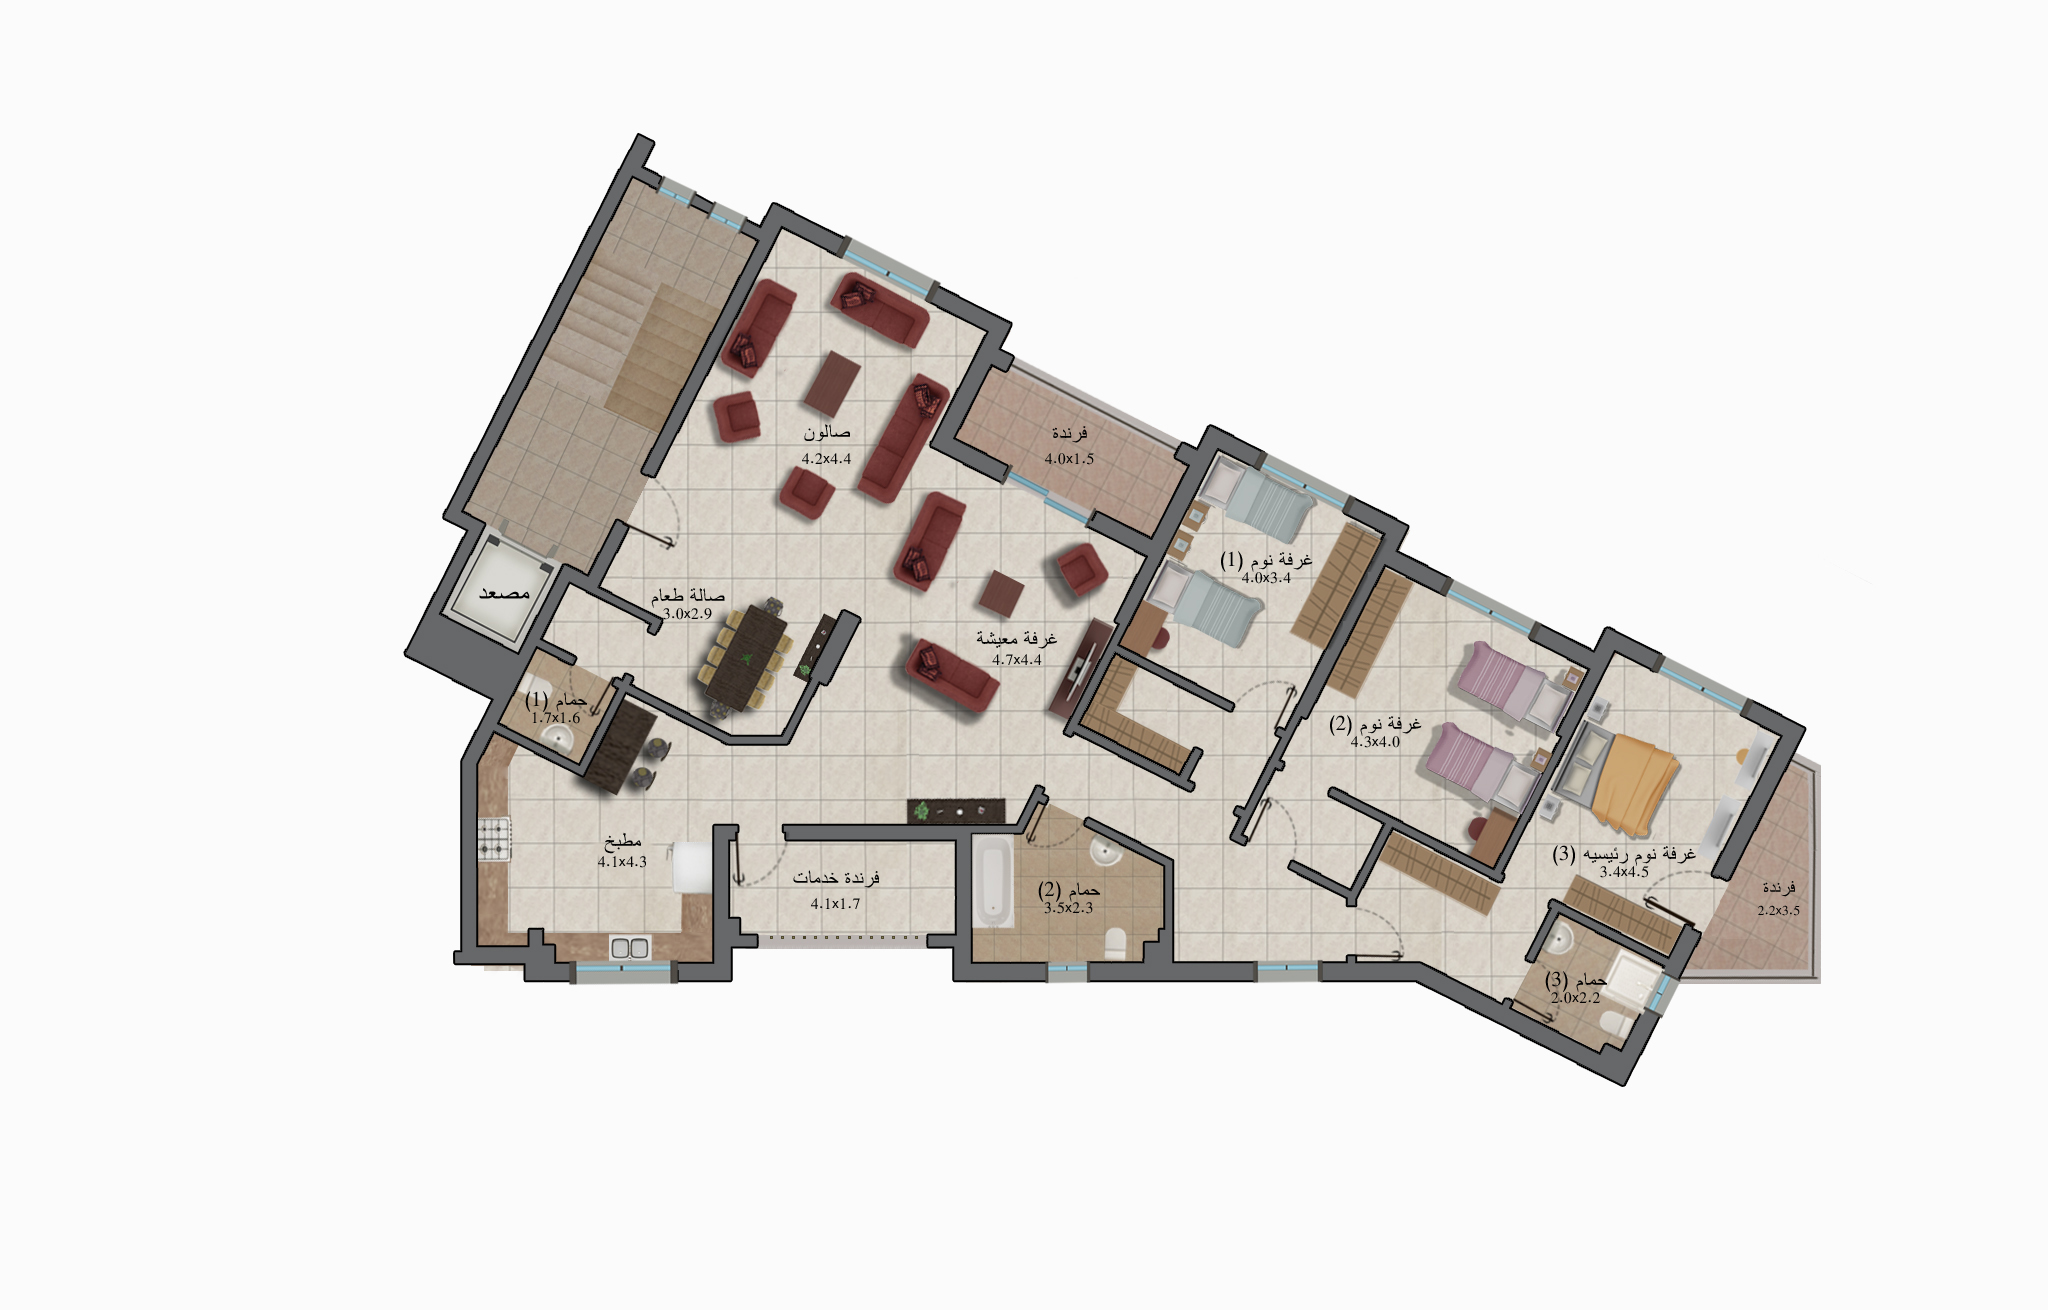 صالون
4.2x4.4
فرندة
4.0x1.5
غرفة نوم (1)
4.0x3.4
مصعد
صالة طعام
3.0x2.9
غرفة معيشة
4.7x4.4
حمام (1)
1.7x1.6
غرفة نوم (2)
4.3x4.0
مطبخ
4.1x4.3
فرندة خدمات
4.1x1.7
حمام (2)
3.5x2.3
غرفة نوم رئيسيه (3)
3.4x4.5
فرندة
2.2x3.5
حمام (3)
2.0x2.2